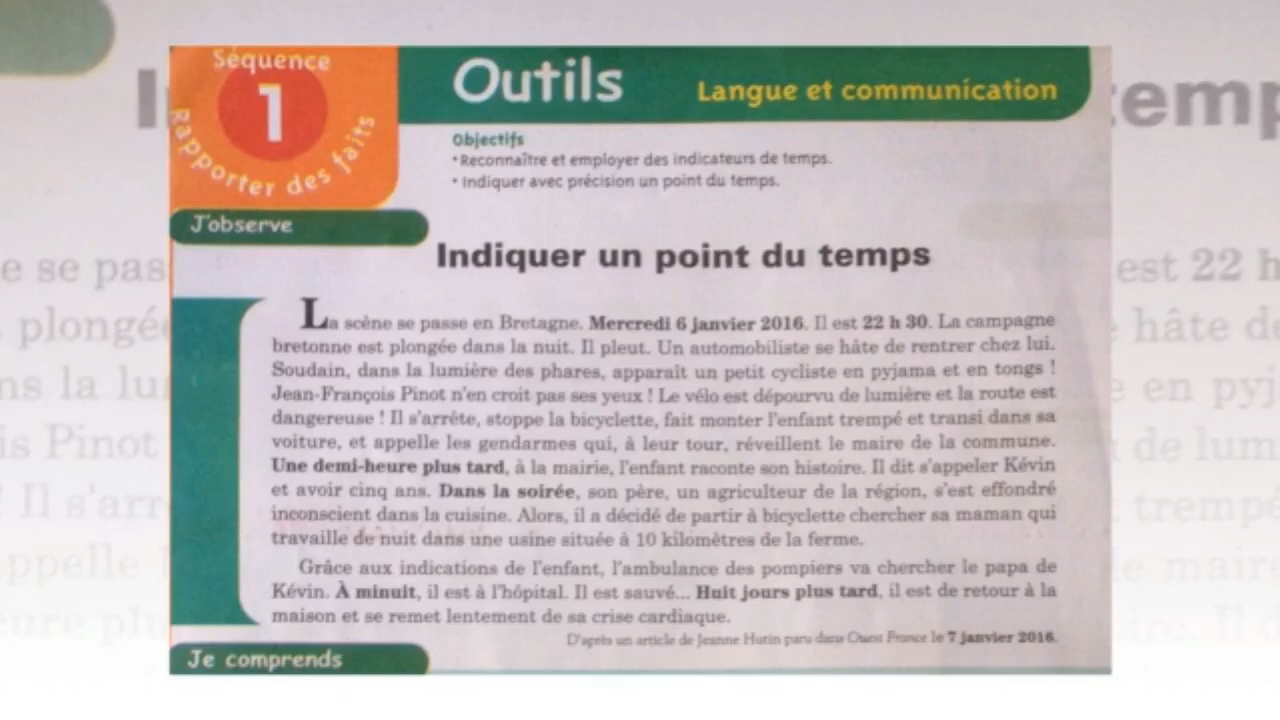 Séquence
1
Rapporter des faits
Outils
Langue et communication
Objectifs
• Reconnaître et employer des indicateurs de temps.
• Indiquer avec précision un point du temps.
J'observe
Indiquer un point du temps
La scène se passe en Bretagne. Mercredi 6 janvier 2016. Il est 22 h 30. La campagne
bretonne est plongée dans la nuit. Il pleut. Un automobiliste se hâte de rentrer chez lui.
Soudain, dans la lumière des phares, apparaît un petit cycliste en pyjama et en tongs !
Jean-François Pinot n'en croit pas ses yeux ! Le vélo est dépourvu de lumière et la route est
dangereuse ! Il s'arrête, stoppe la bicyclette, fait monter l'enfant trempé et transi dans sa
voiture, et appelle les gendarmes qui, à leur tour, réveillent le maire de la commune.
Une demi-heure plus tard, à la mairie, l'enfant raconte son histoire. Il dit s'appeler Kévin
et avoir cinq ans. Dans la soirée, son père, un agriculteur de la région, s'est effondré
inconscient dans la cuisine. Alors, il a décidé de partir à bicyclette chercher sa maman qui
travaille de nuit dans une usine située à 10 kilomètres de la ferme.
Grâce aux indications de l'enfant, l'ambulance des pompiers va chercher le papa de
Kévin. À minuit, il est à l'hôpital. Il est sauvé... Huit jours plus tard, il est de retour à la
maison et se remet lentement de sa crise cardiaque.
D'après un article de Jeanne Hutin paru dans Ouest France le 7 janvier 2016.
Je comprends